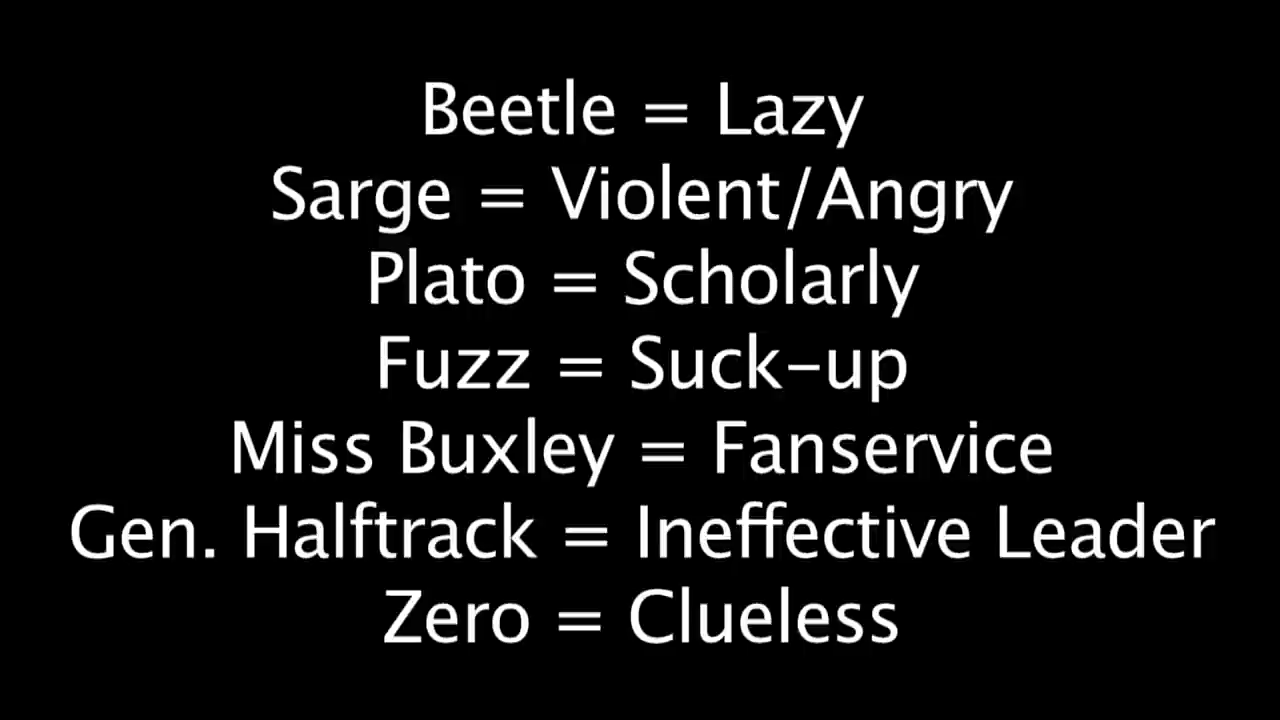 Beetle = Lazy
Sarge = Violent/Angry
Plato = Scholarly
Fuzz = Suck-up
Miss Buxley = Fanservice
Gen. Halftrack = Ineffective Leader
Zero = Clueless